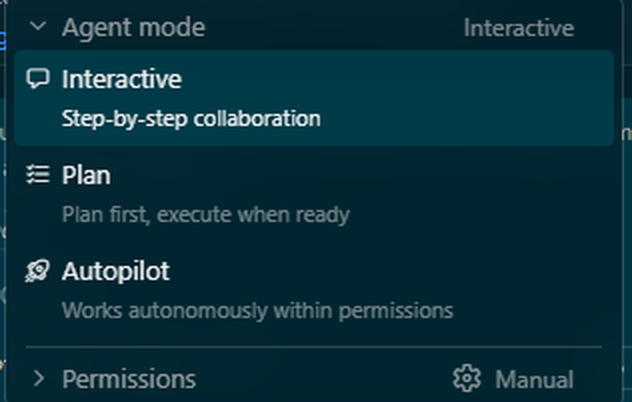 Agent mode Interactive
Interactive
Step-by-step collaboration
Plan
Plan first, execute when ready
Autopilot
Works autonomously within permissions
Permissions Manual